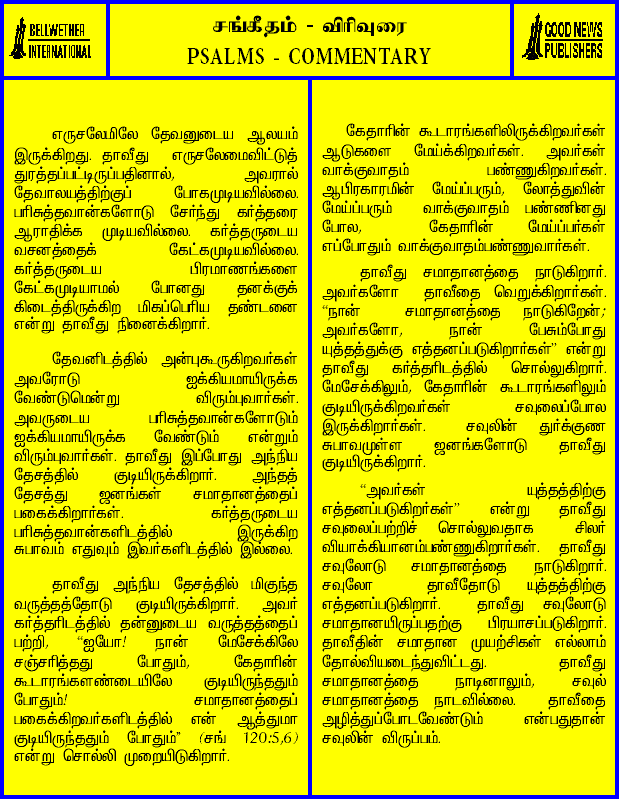 BELLWETHER
INTERNATIONAL
சங்கீதம் - விரிவுரை
PSALMS - COMMENTARY
GOOD NEWS
PUBLISHERS
எருசலேமிலே தேவனுடைய ஆலயம்
இருக்கிறது. தாவீது எருசலேமைவிட்டுத்
துரத்தப்பட்டிருப்பதினால், அவரால்
தேவாலயத்திற்குப் போகமுடியவில்லை.
பரிசுத்தவான்களோடு சேர்ந்து கர்த்தரை
ஆராதிக்க முடியவில்லை. கர்த்தருடைய
வசனத்தைக் கேட்கமுடியவில்லை.
கர்த்தருடைய பிரமாணங்களை
கேட்கமுடியாமல் போனது தனக்குக்
கிடைத்திருக்கிற மிகப்பெரிய தண்டனை
என்று தாவீது நினைக்கிறார்.
தேவனிடத்தில் அன்புகூருகிறவர்கள்
அவரோடு ஐக்கியமாயிருக்க
வேண்டுமென்று விரும்புவார்கள்.
அவருடைய பரிசுத்தவான்களோடும்
ஐக்கியமாயிருக்க வேண்டும் என்றும்
விரும்புவார்கள். தாவீது இப்போது அந்நிய
தேசத்தில் குடியிருக்கிறார். அந்தத்
தேசத்து ஜனங்கள் சமாதானத்தைப்
பகைக்கிறார்கள். கர்த்தருடைய
பரிசுத்தவான்களிடத்தில் இருக்கிற
சுபாவம் எதுவும் இவர்களிடத்தில் இல்லை.
தாவீது அந்நிய தேசத்தில் மிகுந்த
வருத்தத்தோடு குடியிருக்கிறார். அவர்
கர்த்தரிடத்தில் தன்னுடைய வருத்தத்தைப்
பற்றி, “ஐயோ! நான் மேசேக்கிலே
சஞ்சரித்தது போதும், கேதாரின்
கூடாரங்களண்டையிலே குடியிருந்ததும்
போதும்! சமாதானத்தைப்
பகைக்கிறவர்களிடத்தில் என் ஆத்துமா
குடியிருந்ததும் போதும்” (சங் 120:5,6)
என்று சொல்லி முறையிடுகிறார்.
கேதாரின் கூடாரங்களிலிருக்கிறவர்கள்
ஆடுகளை மேய்க்கிறவர்கள். அவர்கள்
வாக்குவாதம் பண்ணுகிறவர்கள்.
ஆபிரகாமின் மேய்ப்பரும், லோத்துவின்
மேய்ப்பரும் வாக்குவாதம் பண்ணினது
போல, கேதாரின் மேய்ப்பர்கள்
எப்போதும் வாக்குவாதம்பண்ணுவார்கள்.
தாவீது சமாதானத்தை நாடுகிறார்.
அவர்களோ தாவீதை வெறுக்கிறார்கள்.
“நான் சமாதானத்தை நாடுகிறேன்;
அவர்களோ, நான் பேசும்போது
யுத்தத்துக்கு எத்தனப்படுகிறார்கள்” என்று
தாவீது கர்த்தரிடத்தில் சொல்லுகிறார்.
மேசேக்கிலும், கேதாரின் கூடாரங்களிலும்
குடியிருக்கிறவர்கள் சவுலைப்போல
இருக்கிறார்கள். சவுலின் துர்க்குண
சுபாவமுள்ள ஜனங்களோடு தாவீது
குடியிருக்கிறார்.
“அவர்கள் யுத்தத்திற்கு
எத்தனப்படுகிறர்கள்” என்று தாவீது
சவுலைப்பற்றிச் சொல்லுவதாக சிலர்
வியாக்கியானம்பண்ணுகிறார்கள். தாவீது
சவுலோடு சமாதானத்தை நாடுகிறார்.
சவுலோ தாவீதோடு யுத்தத்திற்கு
எத்தனப்படுகிறார். தாவீது சவுலோடு
சமாதானயிருப்பதற்கு பிரயாசப்படுகிறார்.
தாவீதின் சமாதான முயற்சிகள் எல்லாம்
தோல்வியடைந்துவிட்டது. தாவீது
சமாதானத்தை நாடினாலும், சவுல்
சமாதானத்தை நாடவில்லை. தாவீதை
அழித்துப்போடவேண்டும் என்பதுதான்
சவுலின் விருப்பம்.